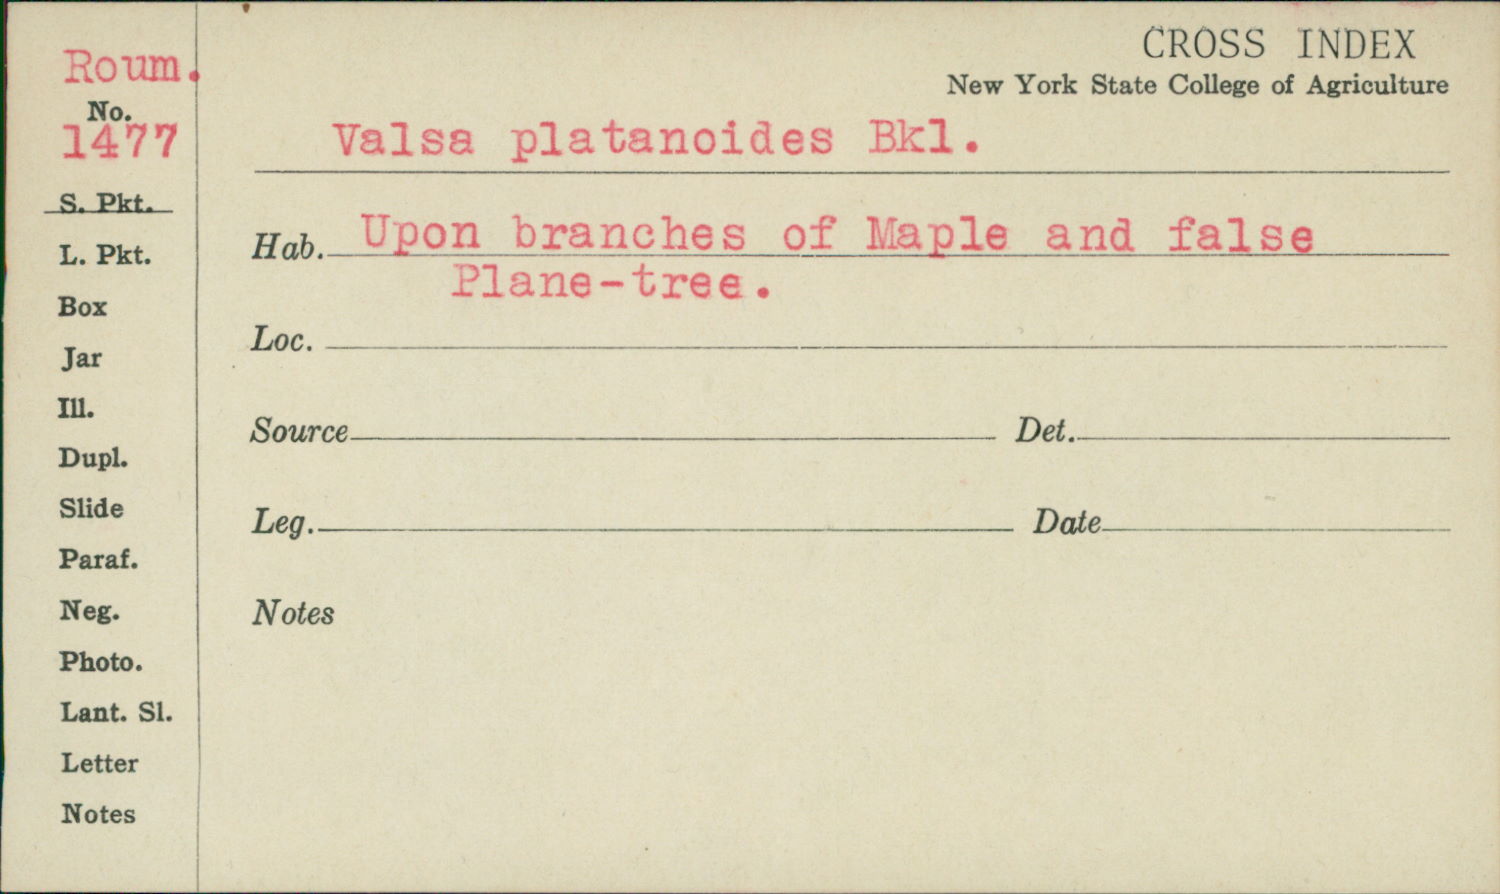 Roum.
No.
1477
S. Pkt.
L. Pkt.
Box
Jar
Ill.
Dupl.
Slide
Paraf.
Neg.
Photo.
Lant. Sl.
Letter
Notes
CROSS INDEX
New York State College of Agriculture
Valsa platanoides Bkl.
Hab. Upon branches of Maple and false
Plane-tree.
Loc.
Source Det.
Leg. Date
Notes